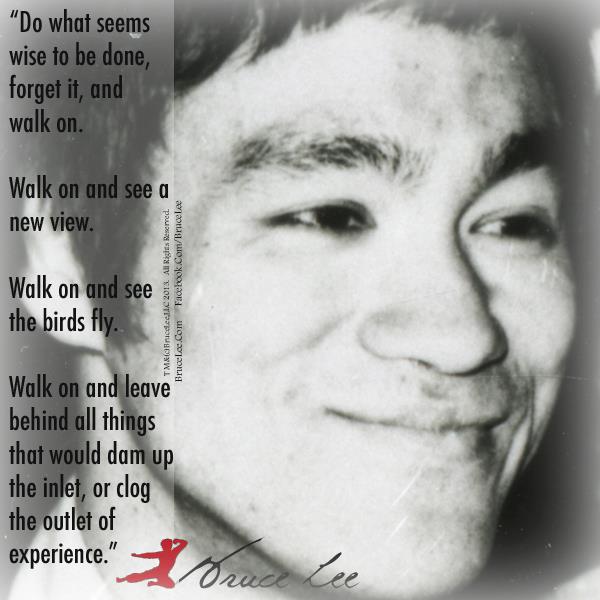 “Do what seems
wise to be done,
forget it, and
walk on.
Walk on and see a
new view.
Walk on and see
the birds fly.
Walk on and leave
behind all things
that would dam up
the inlet, or clog
the outlet of
experience.”
TM&(C)BruceLeeLLC 2013. All Rights Reserved.
BruceLee.Com Facebook.Com/BruceLee
Bruce Lee